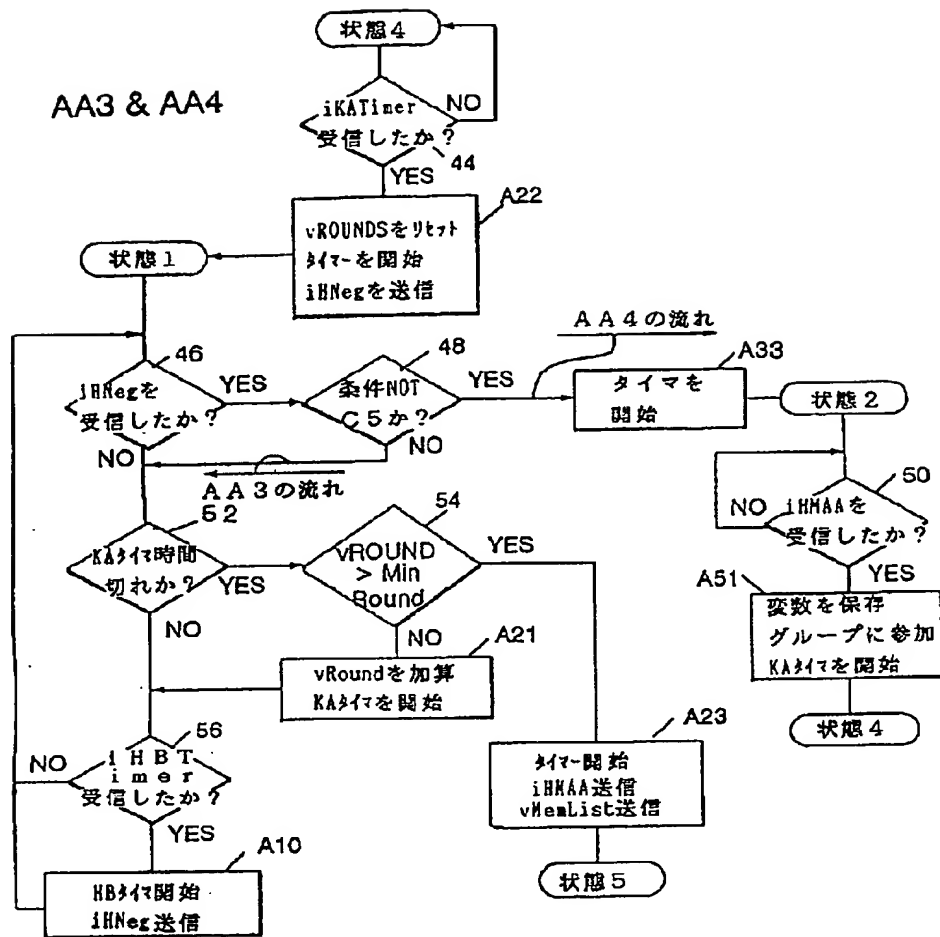 状態4
AA3 & AA4
iKATimer
受信したか？
NO
44
YES
A22
vROUNDSをリセット
タイマーを開始
iHNegを送信
状態1
AA4の流れ
46
iHNegを
受信したか？
YES
NO
48
条件NOT
C5か？
YES
NO
A33
タイマを
開始
状態2
AA3の流れ
50
iHMAAを
受信したか？
NO
YES
52
KAタイマ時間
切れか？
YES
NO
54
vROUND
> Min
Round
YES
NO
A51
変数を保存
グループに参加
KAタイマを開始
A21
vRoundを加算
KAタイマを開始
状態4
56
iHBT
imer
受信したか？
NO
YES
A23
タイマー開始
iHMAA送信
vMemList送信
A10
HBタイマ開始
iHNeg送信
状態5